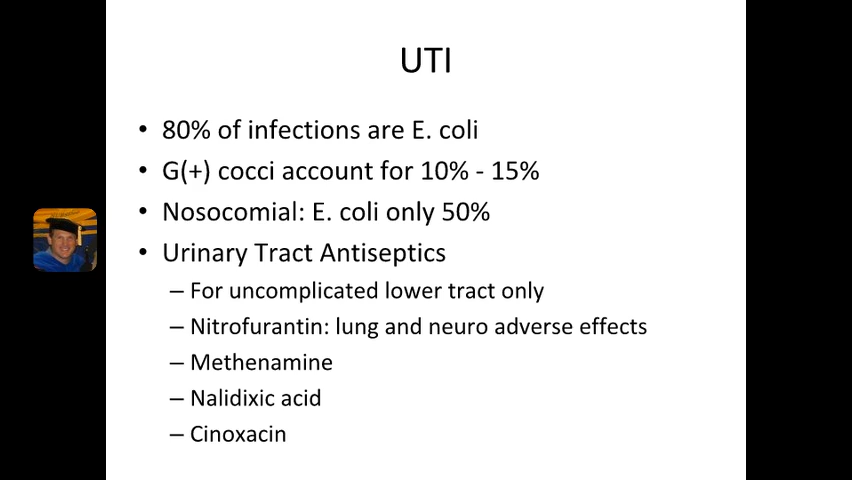 UTI
• 80% of infections are E. coli
• G(+) cocci account for 10% - 15%
• Nosocomial: E. coli only 50%
• Urinary Tract Antiseptics
– For uncomplicated lower tract only
– Nitrofurantin: lung and neuro adverse effects
– Methenamine
– Nalidixic acid
– Cinoxacin